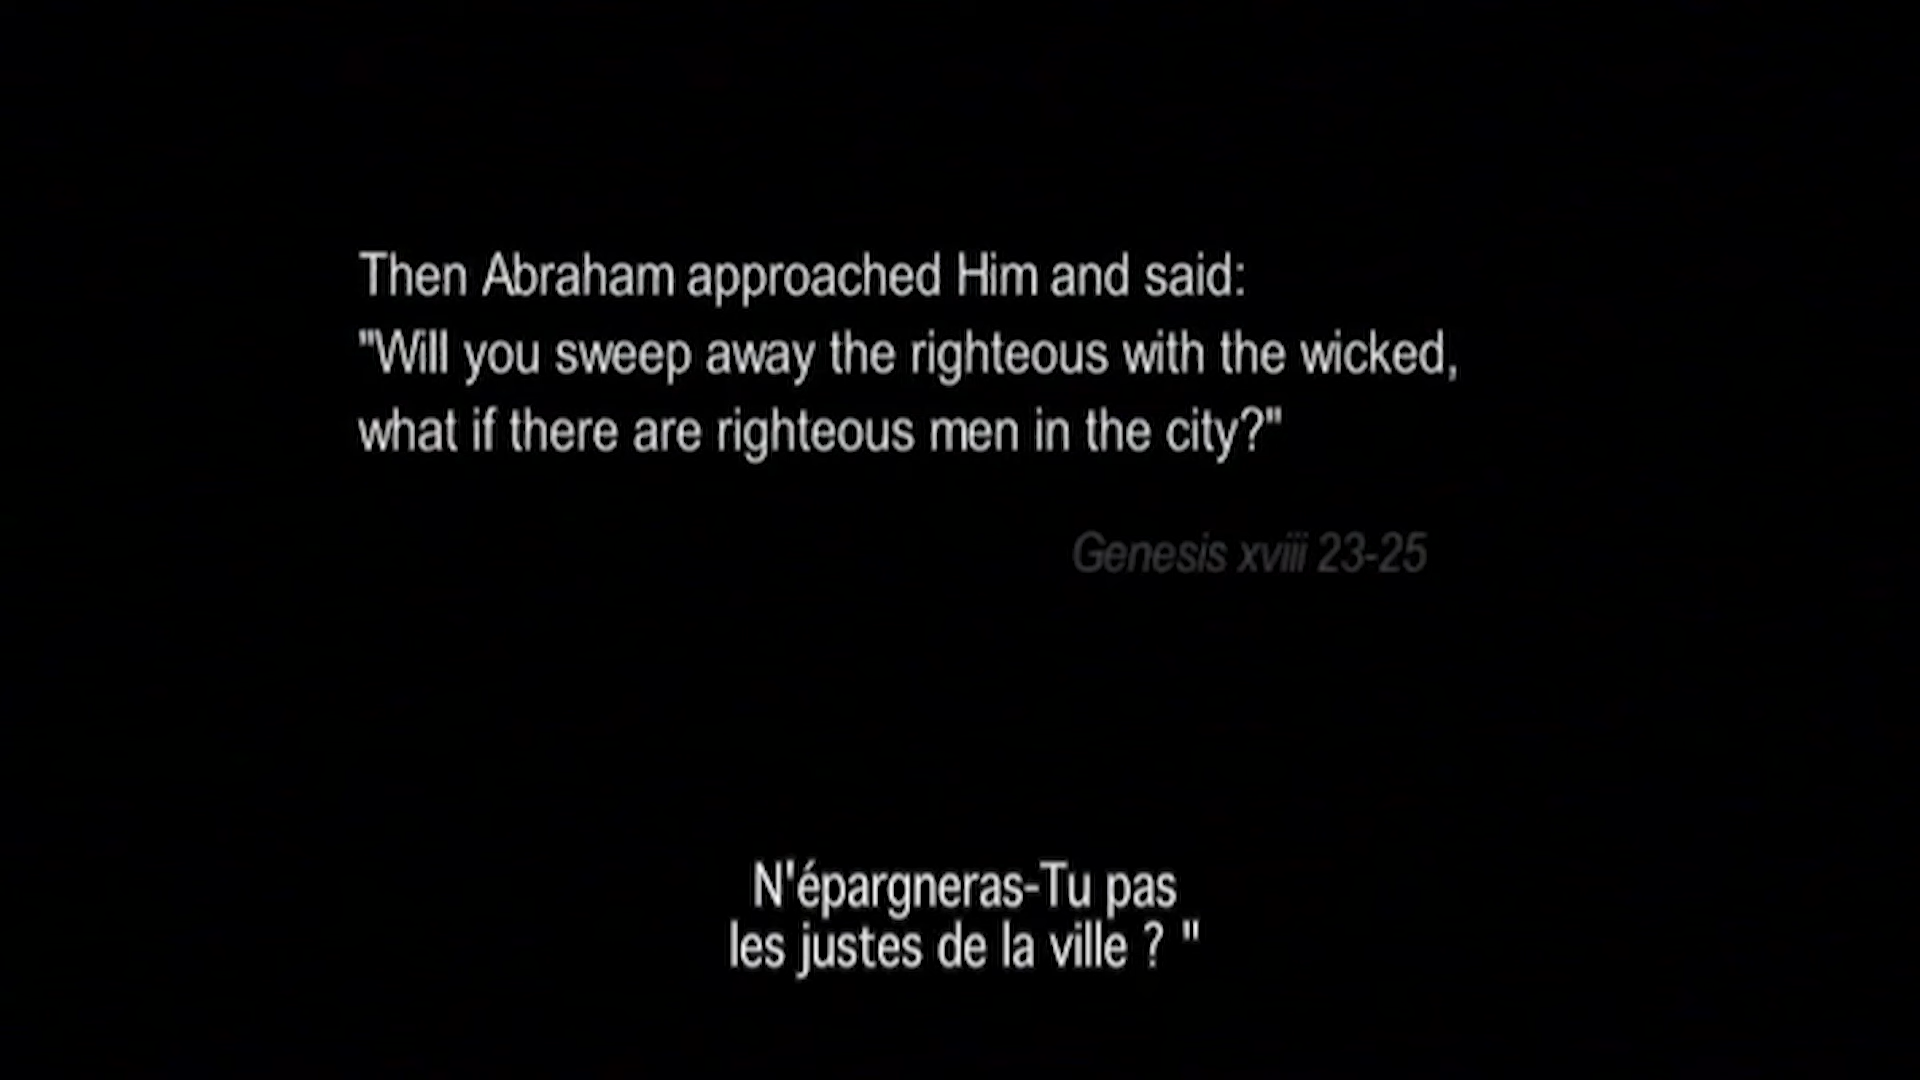 Then Abraham approached Him and said:
"Will you sweep away the righteous with the wicked,
what if there are righteous men in the city?"
Genesis xviii 23-25
N'épargneras-Tu pas
les justes de la ville ? "